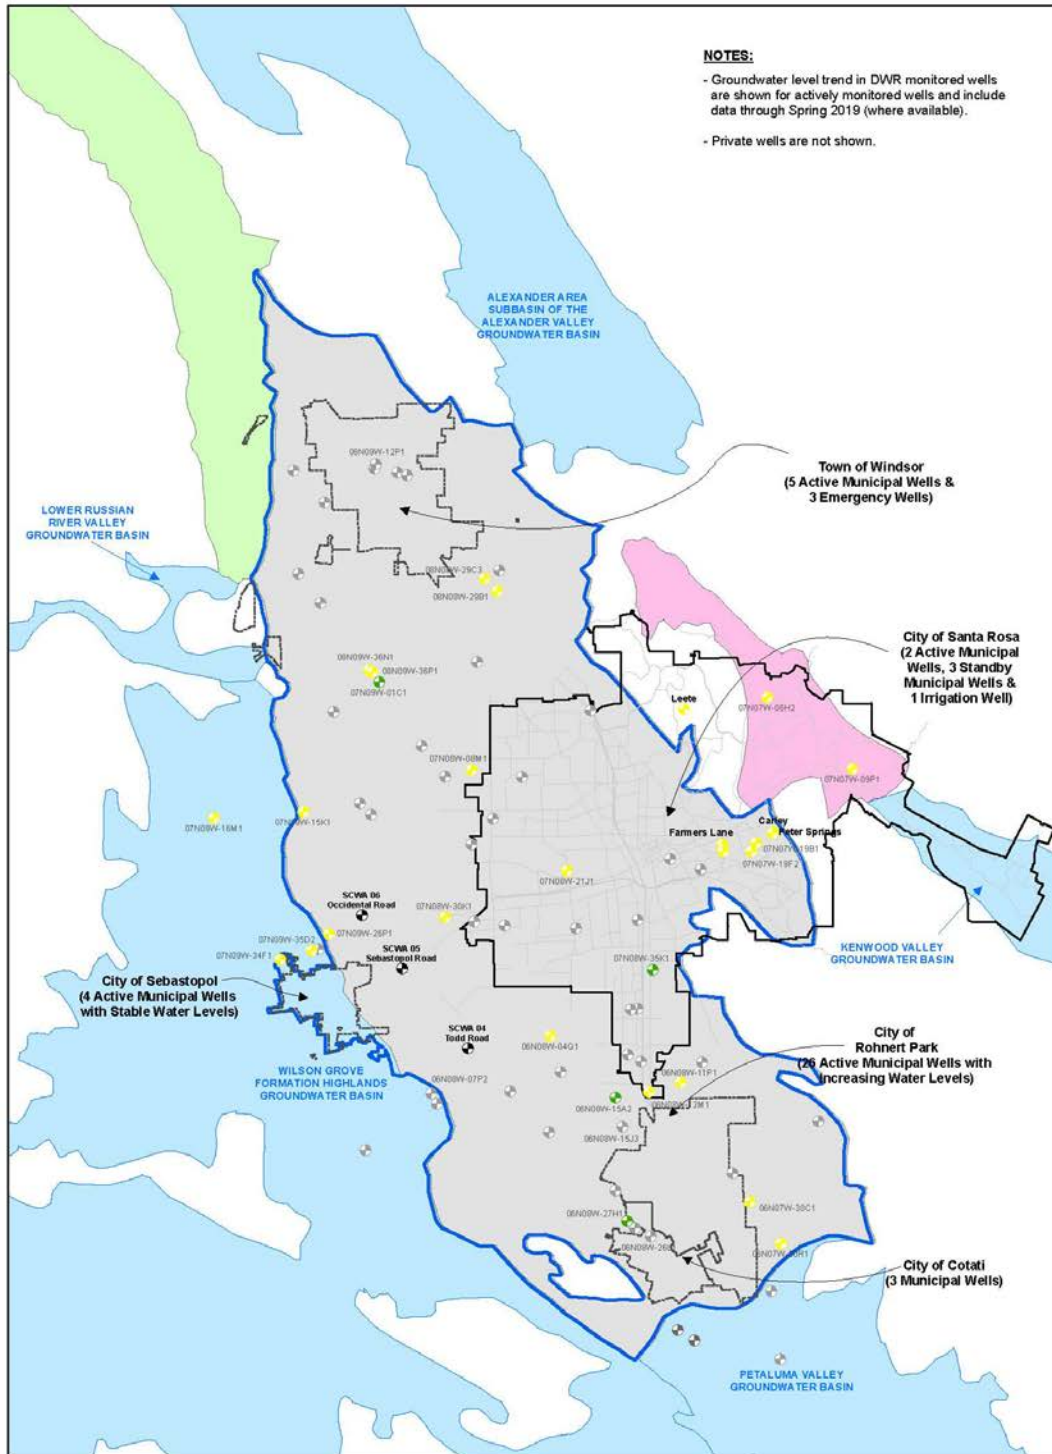 NOTES:
- Groundwater level trend in DWR monitored wells
are shown for actively monitored wells and include
data through Spring 2019 (where available).
- Private wells are not shown.
ALEXANDER AREA
SUBBASIN OF THE
ALEXANDER VALLEY
GROUNDWATER BASIN
08N09W-12P1
Town of Windsor
(5 Active Municipal Wells &
3 Emergency Wells)
LOWER RUSSIAN
RIVER VALLEY
GROUNDWATER BASIN
08N08W-29C3
08N08W-29B1
City of Santa Rosa
(2 Active Municipal
Wells, 3 Standby
Municipal Wells &
1 Irrigation Well)
08N09W-36N1
08N09W-36P1
07N09W-01C1
Leete
07N07W-06H2
07N08W-08M1
07N07W-09P1
07N09W-16M1
07N09W-15K1
Carley
Farmers Lane
Peter Springs
07N07W-19B1
07N07W-19F2
07N08W-21J1
SCWA 06
Occidental Road
07N08W-30K1
07N09W-26P1
07N09W-35D2
07N09W-34F1
SCWA 05
Sebastopol Road
KENWOOD VALLEY
GROUNDWATER BASIN
07N08W-35K1
City of Sebastopol
(4 Active Municipal Wells
with Stable Water Levels)
SCWA 04
Todd Road
06N08W-04Q1
City of
Rohnert Park
(26 Active Municipal Wells with
Increasing Water Levels)
WILSON GROVE
FORMATION HIGHLANDS
GROUNDWATER BASIN
06N08W-07P2
06N08W-11P1
06N08W-15A2
06N08W-15J3
06N07W-30C1
06N08W-27H1
City of Cotati
(3 Municipal Wells)
PETALUMA VALLEY
GROUNDWATER BASIN